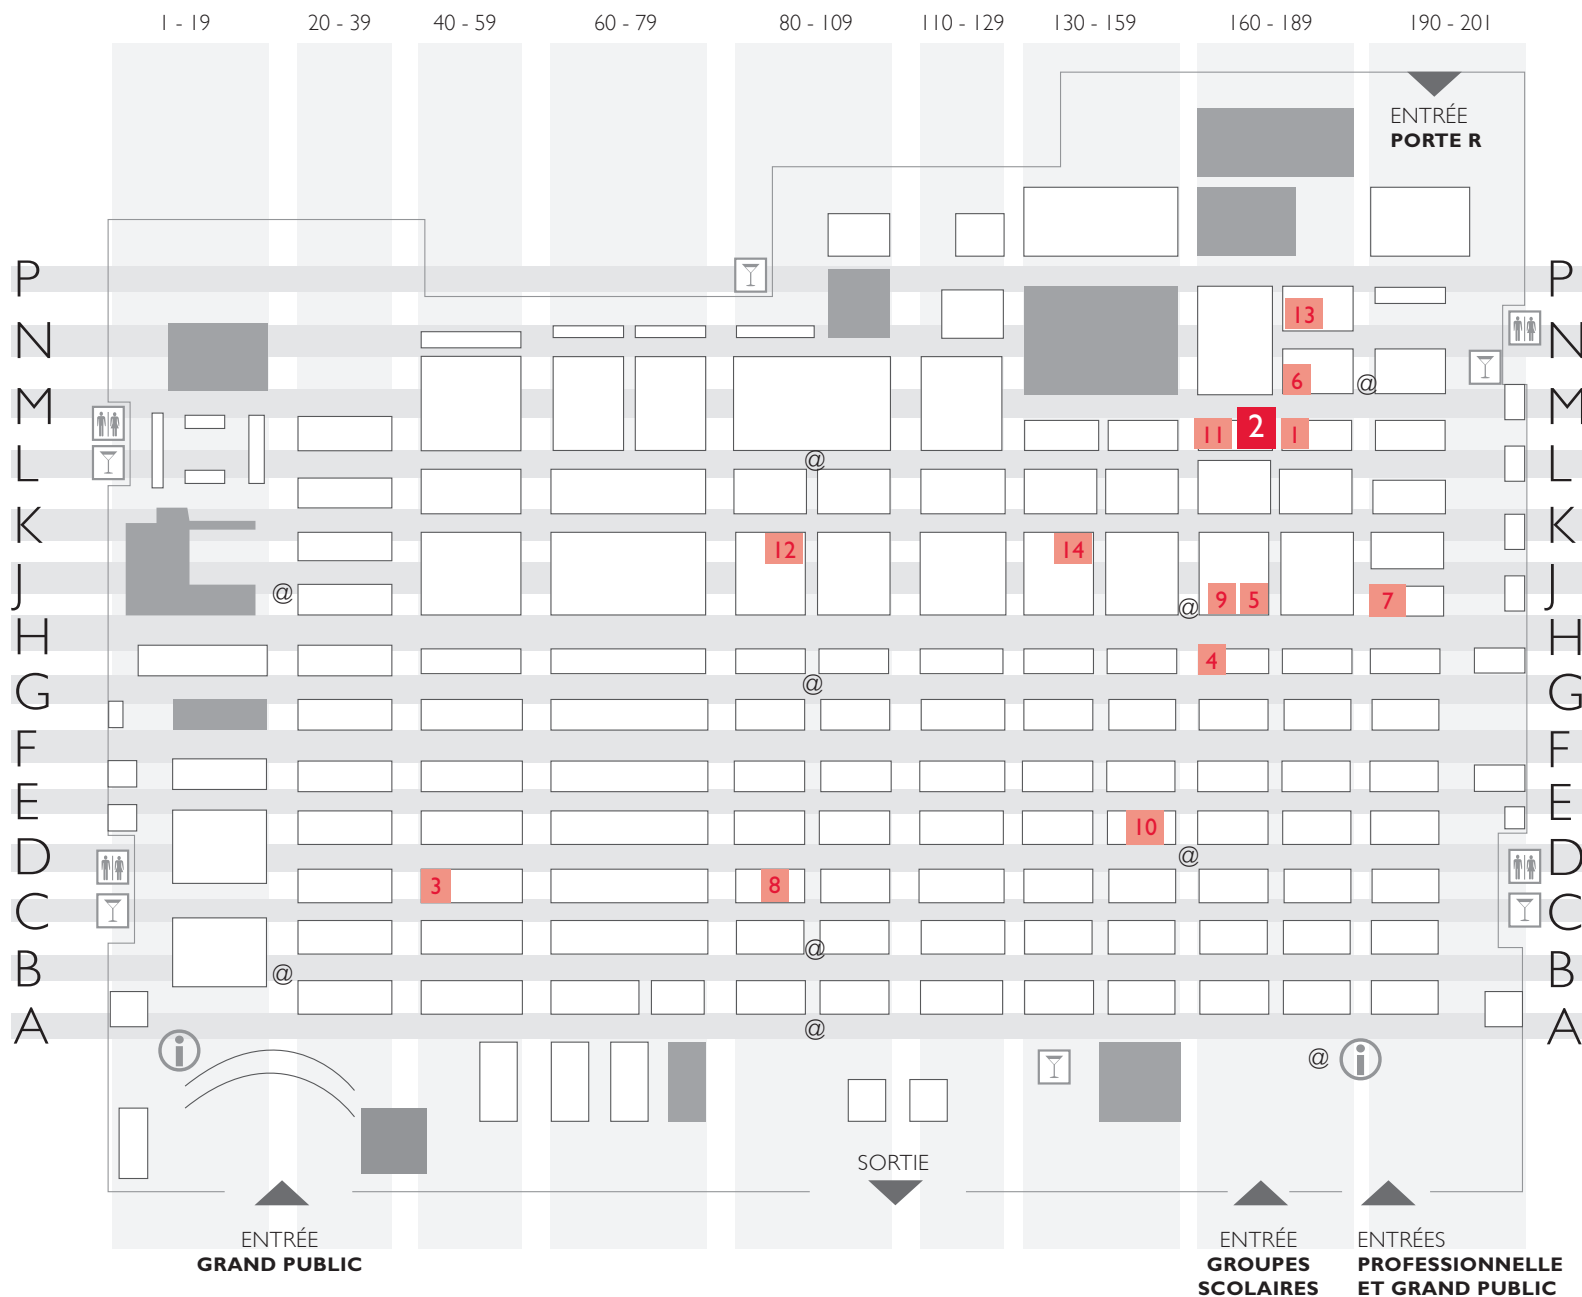 1 - 19 20 - 39 40 - 59 60 - 79 80 - 109 110 - 129 130 - 159 160 - 189 190 - 201
ENTRÉE
PORTE R
P P
13
N N
6 @
M M
11 2 1
@
L L
K K
12 14
J J
@ @ 9 5 7
H H
4
@
G G
F F
E E
10
D @ D
3 8
C C
@
B @ B
A @ A
i @ i
SORTIE
ENTRÉE
GRAND PUBLIC
ENTRÉE
GROUPES
SCOLAIRES
ENTRÉES
PROFESSIONNELLE
ET GRAND PUBLIC